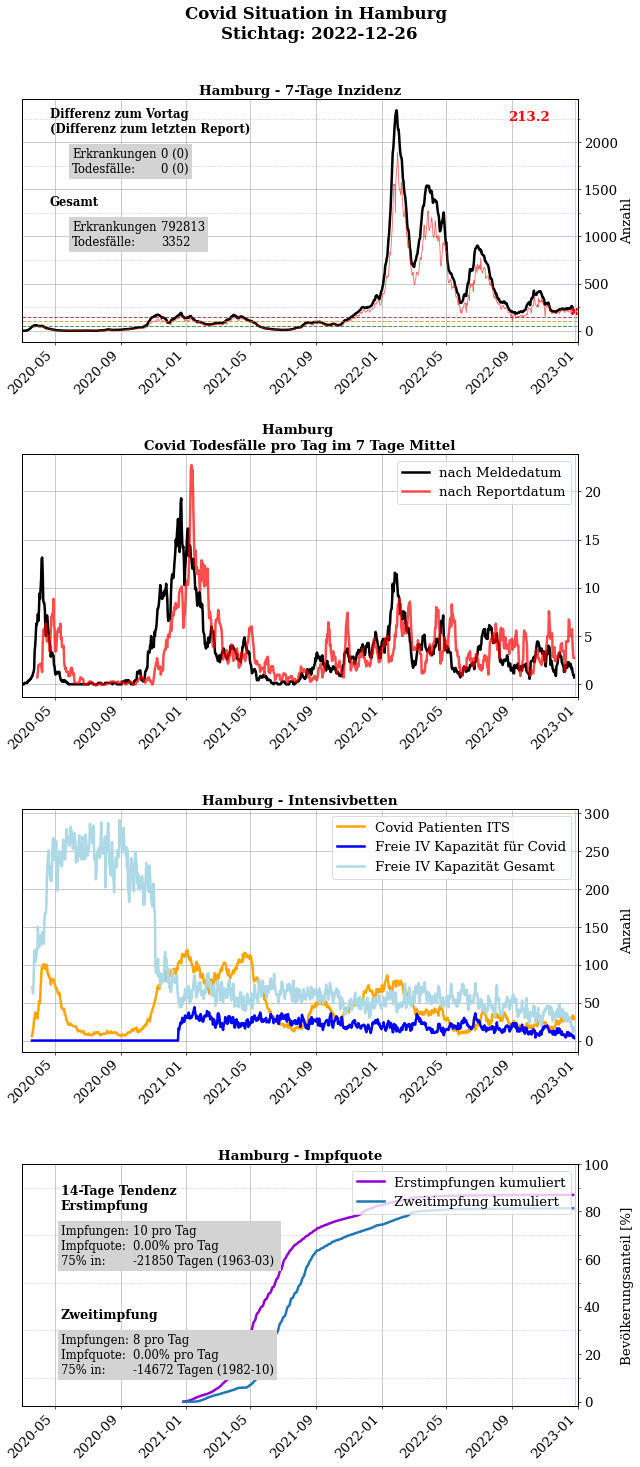 Covid Situation in Hamburg
Stichtag: 2022-12-26
Hamburg - 7-Tage Inzidenz
Differenz zum Vortag
(Differenz zum letzten Report)
Erkrankungen 0 (0)
Todesfälle: 0 (0)
Gesamt
Erkrankungen 792813
Todesfälle: 3352
213.2
2000
1500
1000
500
0
Anzahl
2020-05
2020-09
2021-01
2021-05
2021-09
2022-01
2022-05
2022-09
2023-01
Hamburg
Covid Todesfälle pro Tag im 7 Tage Mittel
nach Meldedatum
nach Reportdatum
20
15
10
5
0
2020-05
2020-09
2021-01
2021-05
2021-09
2022-01
2022-05
2022-09
2023-01
Hamburg - Intensivbetten
Covid Patienten ITS
Freie IV Kapazität für Covid
Freie IV Kapazität Gesamt
300
250
200
150
100
50
0
Anzahl
2020-05
2020-09
2021-01
2021-05
2021-09
2022-01
2022-05
2022-09
2023-01
Hamburg - Impfquote
14-Tage Tendenz
Erstimpfung
Impfungen: 10 pro Tag
Impfquote: 0.00% pro Tag
75% in: -21850 Tagen (1963-03)
Zweitimpfung
Impfungen: 8 pro Tag
Impfquote: 0.00% pro Tag
75% in: -14672 Tagen (1982-10)
Erstimpfungen kumuliert
Zweitimpfung kumuliert
100
80
60
40
20
0
Bevölkerungsanteil [%]
2020-05
2020-09
2021-01
2021-05
2021-09
2022-01
2022-05
2022-09
2023-01